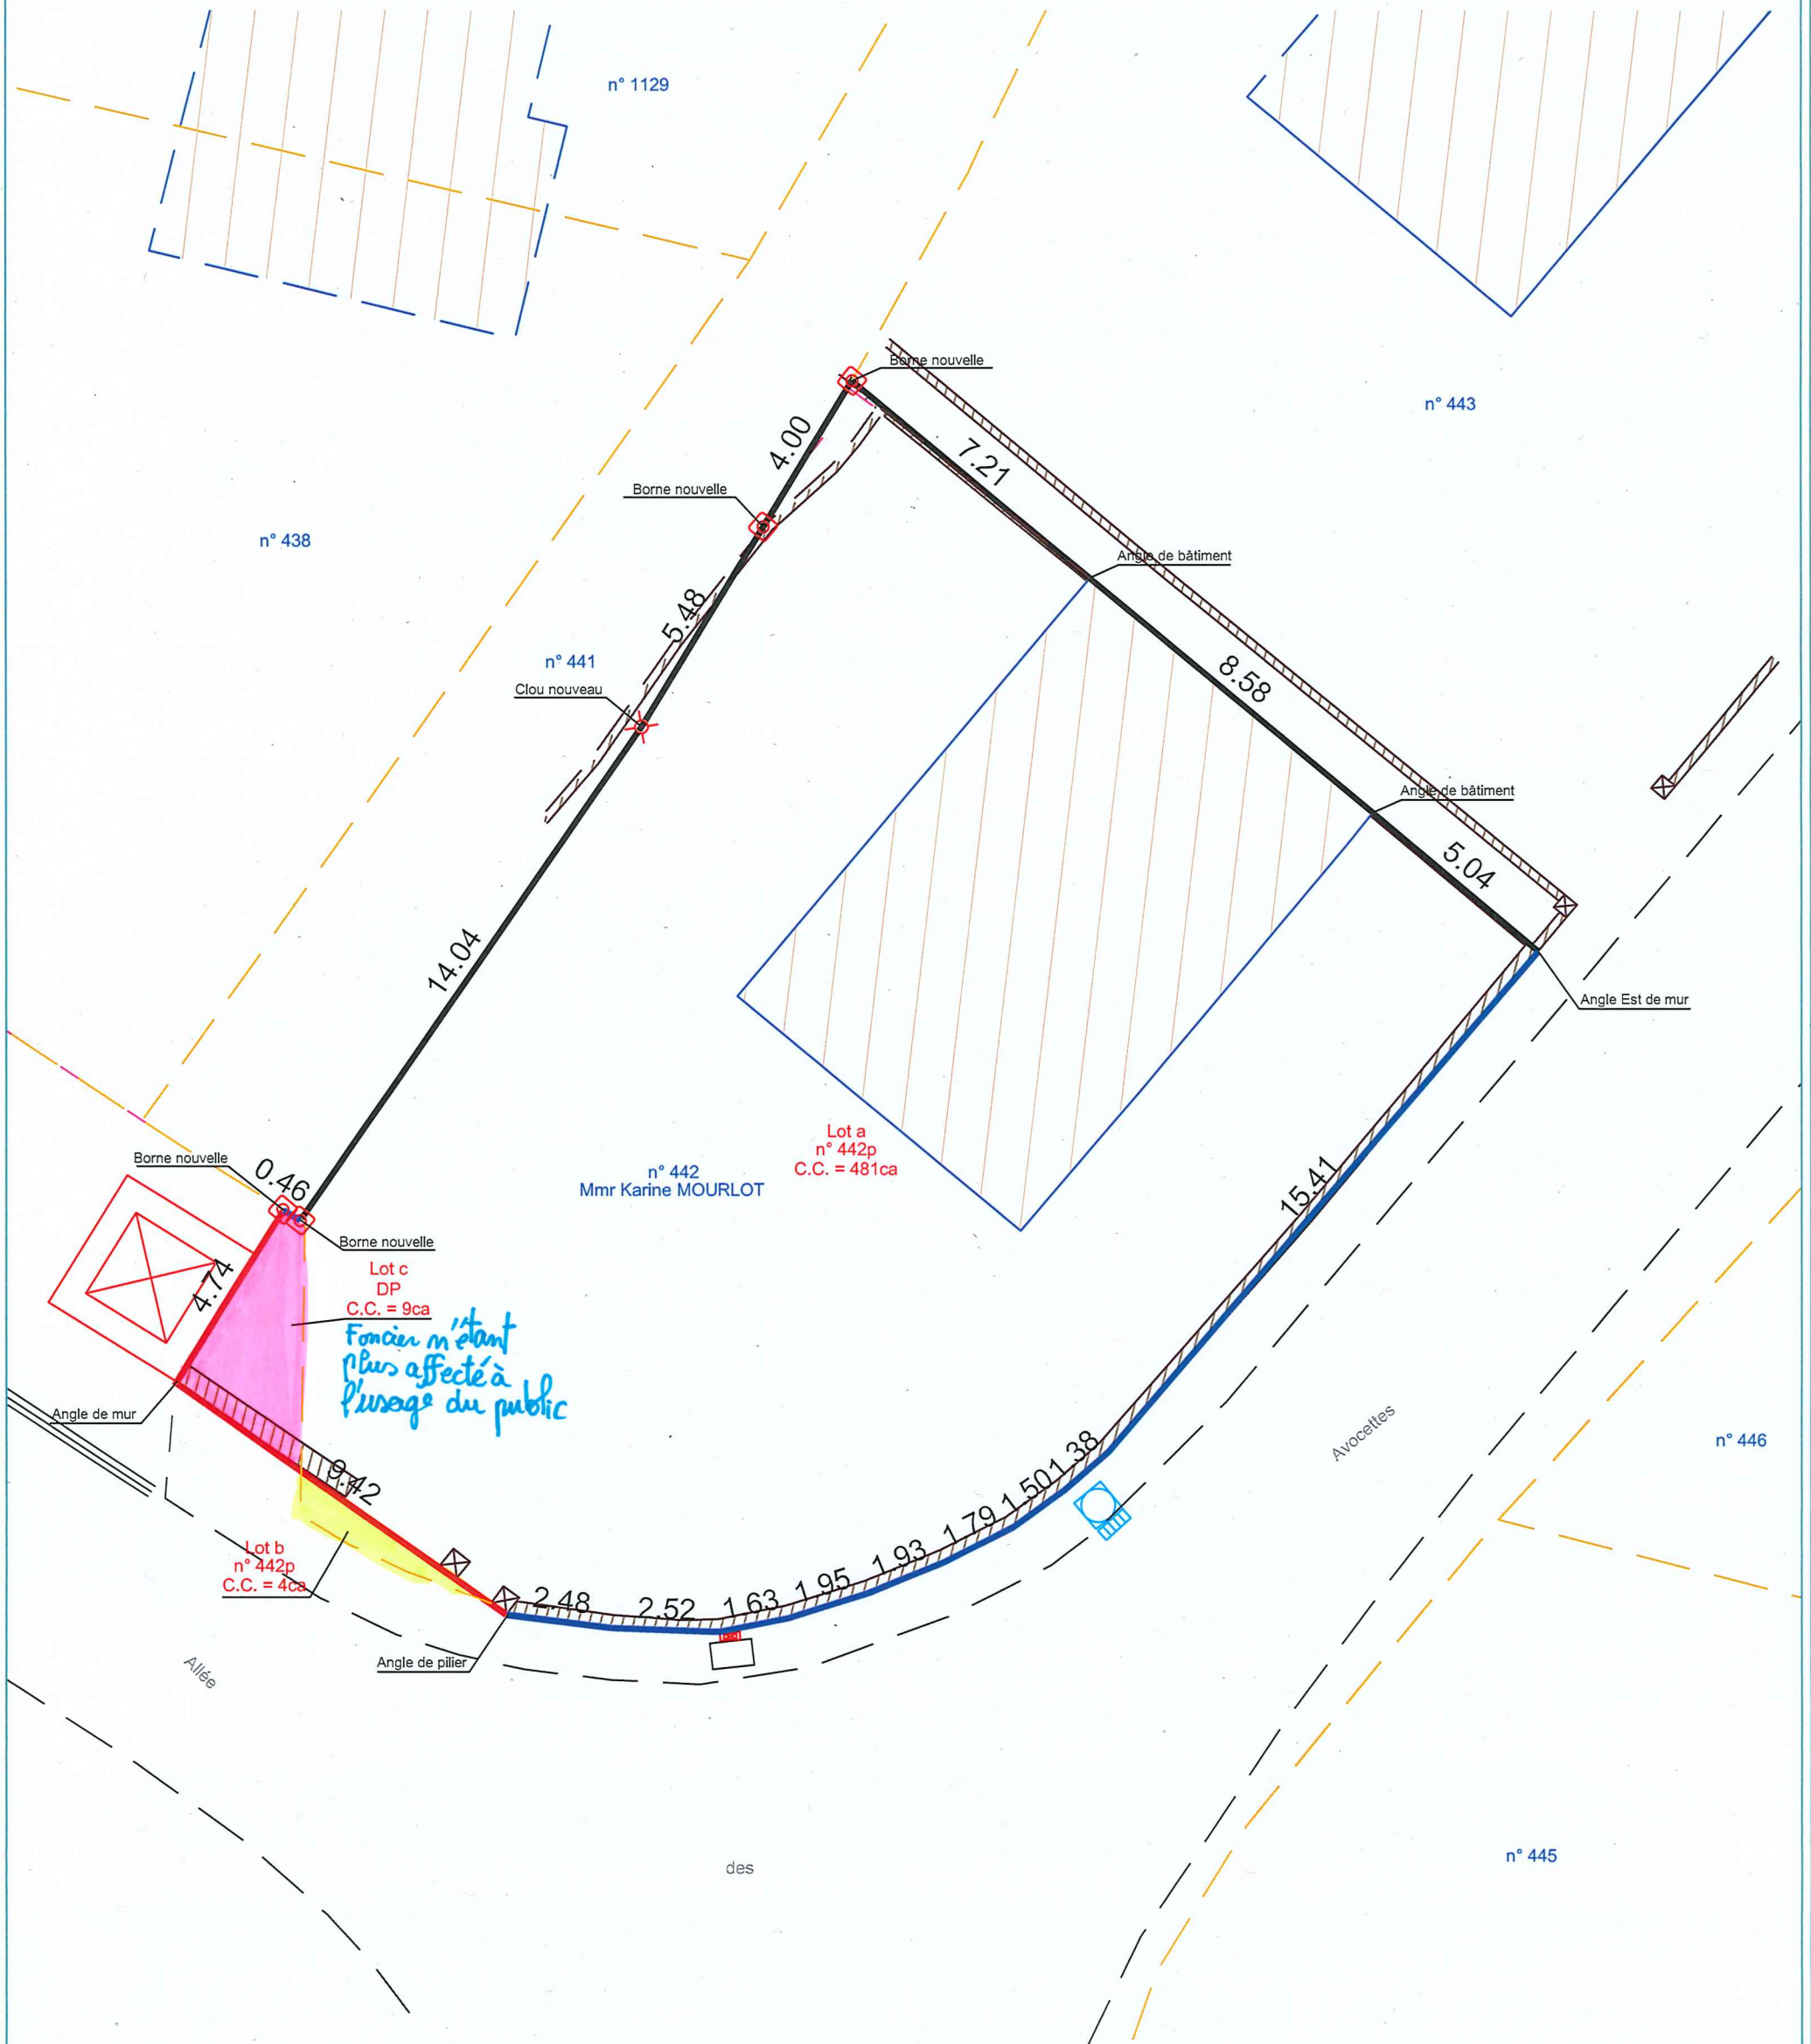 n° 1129
Borne nouvelle
n° 443
4.00
7.21
Borne nouvelle
n° 438
Angle de bâtiment
5.48
n° 441
Clou nouveau
8.58
Angle de bâtiment
5.04
14.04
Angle Est de mur
Lot a
n° 442p
C.C. = 481ca
n° 442
Mmr Karine MOURLOT
Borne nouvelle
0.46
15.41
Borne nouvelle
4.74
Lot c
DP
C.C. = 9ca
Foncier n'étant
plus affecté à
l'usage du public
Angle de mur
9.42
Avocettes
n° 446
1.38
1.50
1.79
1.93
1.95
1.63
2.52
2.48
Lot b
n° 442p
C.C. = 4ca
Angle de pilier
Allée
des
n° 445